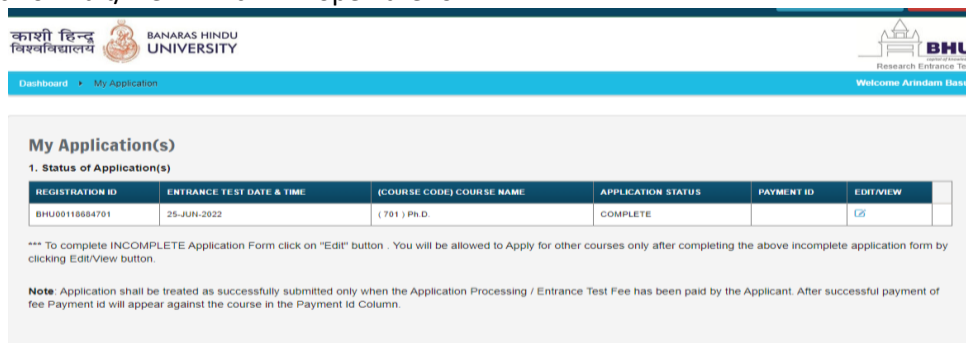 काशी हिन्दू
विश्वविद्यालय
BANARAS HINDU
UNIVERSITY
BHU
Research Entrance Te
Dashboard My Application
Welcome Arindam Bas
My Application(s)
1. Status of Application(s)
REGISTRATION ID ENTRANCE TEST DATE & TIME (COURSE CODE) COURSE NAME APPLICATION STATUS PAYMENT ID EDIT/VIEW
BHU00118684701 25-JUN-2022 ( 701 ) Ph.D. COMPLETE
*** To complete INCOMPLETE Application Form click on "Edit" button . You will be allowed to Apply for other courses only after completing the above incomplete application form by
clicking Edit/View button.
Note: Application shall be treated as successfully submitted only when the Application Processing / Entrance Test Fee has been paid by the Applicant. After successful payment of
fee Payment id will appear against the course in the Payment Id Column.